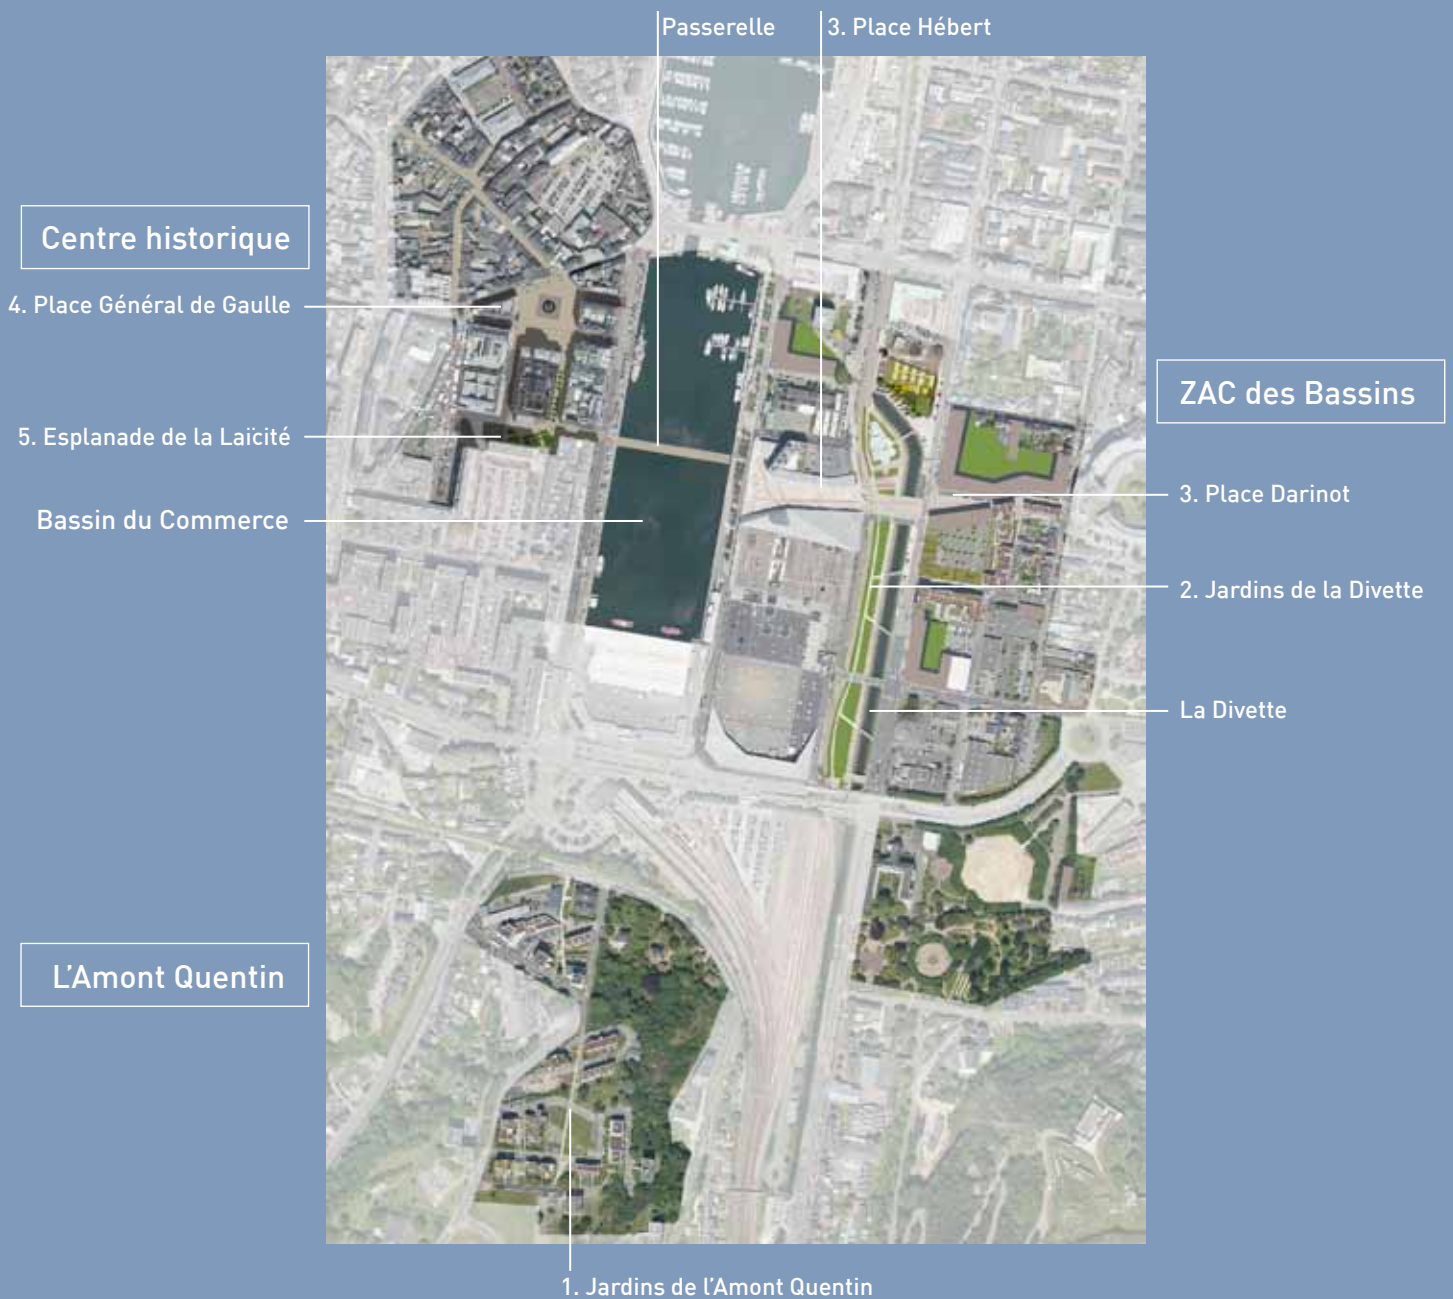 Passerelle
3. Place Hébert
Centre historique
4. Place Général de Gaulle
5. Esplanade de la Laïcité
Bassin du Commerce
ZAC des Bassins
3. Place Darinot
2. Jardins de la Divette
La Divette
L'Amont Quentin
1. Jardins de l'Amont Quentin